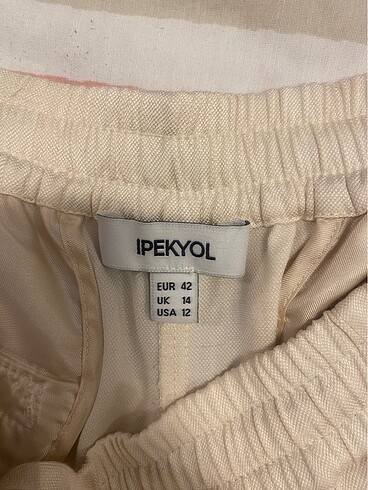 IPEKYOL
EUR 42
UK 14
USA 12